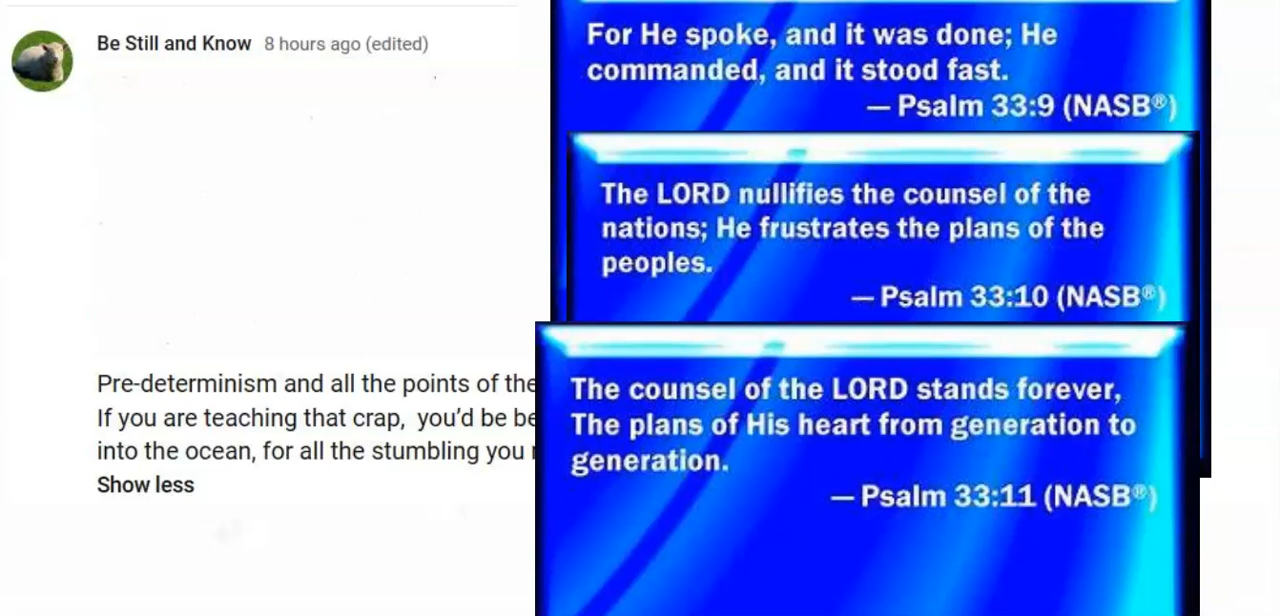 Be Still and Know 8 hours ago (edited)
Pre-determinism and all the points of the
If you are teaching that crap, you’d be be
into the ocean, for all the stumbling you
Show less
For He spoke, and it was done; He
commanded, and it stood fast.
— Psalm 33:9 (NASB®)
The LORD nullifies the counsel of the
nations; He frustrates the plans of the
peoples.
— Psalm 33:10 (NASB®)
The counsel of the LORD stands forever,
The plans of His heart from generation to
generation.
— Psalm 33:11 (NASB®)